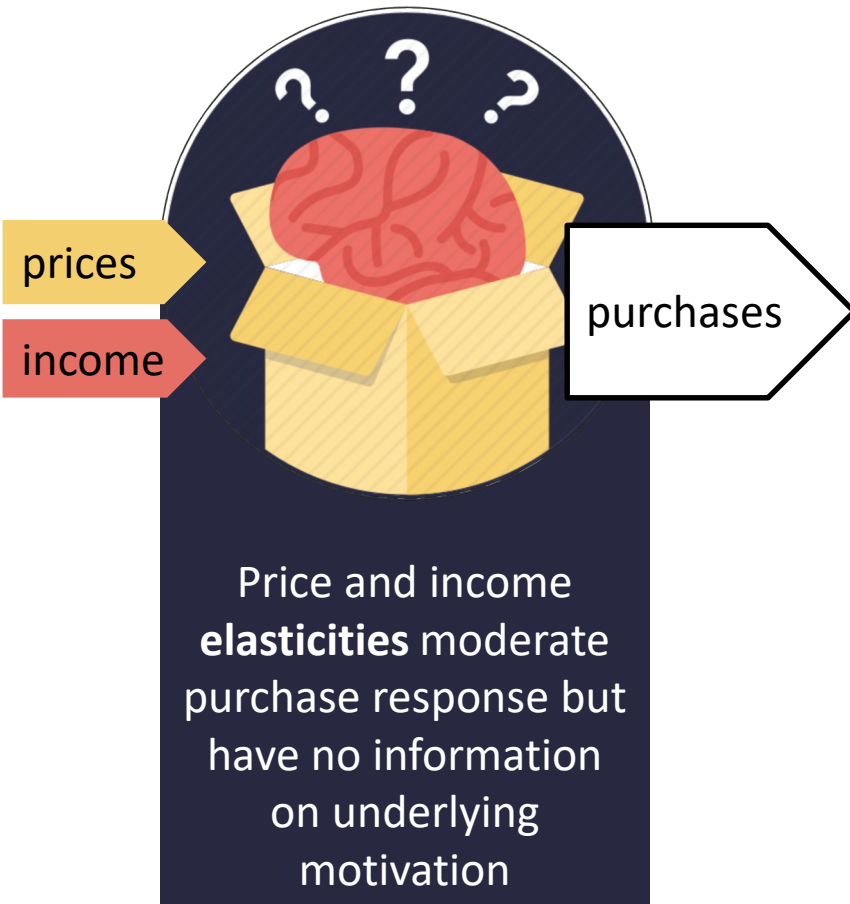 ? ? ?
prices
income
purchases
Price and income
elasticities moderate
purchase response but
have no information
on underlying
motivation